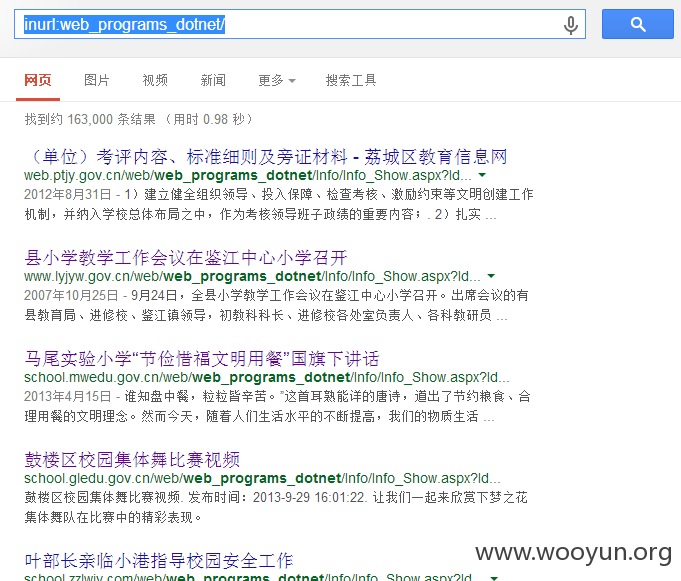 inurl:web_programs_dotnet/
网页 图片 视频 新闻 更多 搜索工具
找到约 163,000 条结果 （用时 0.98 秒）
（单位）考评内容、标准细则及旁证材料 - 荔城区教育信息网
web.ptjy.gov.cn/web/web_programs_dotnet/Info/Info_Show.aspx?Id...
2012年8月31日 - 1）建立健全组织领导、投入保障、检查考核、激励约束等文明创建工作
机制，并纳入学校总体布局之中，作为考核领导班子政绩的重要内容；. 2）扎实 ...
县小学教学工作会议在鉴江中心小学召开
www.lyjyw.gov.cn/web/web_programs_dotnet/Info/Info_Show.aspx?Id...
2007年10月25日 - 9月24日，全县小学教学工作会议在鉴江中心小学召开。出席会议的有
县教育局、进修校、鉴江镇领导，初教科科长、进修校各处室负责人、各科教研员 ...
马尾实验小学“节俭惜福文明用餐”国旗下讲话
school.mwedu.gov.cn/web/web_programs_dotnet/Info/Info_Show.aspx?Id...
2013年4月15日 - 谁知盘中餐，粒粒皆辛苦。”这首耳熟能详的唐诗，道出了节约粮食、合
理用餐的文明理念。然而今天，随着人们生活水平的不断提高，我们的物质生活 ...
鼓楼区校园集体舞比赛视频
school.gledu.gov.cn/web/web_programs_dotnet/Info/Info_Show.aspx?Id...
鼓楼区校园集体舞比赛视频. 发布时间：2013-9-29 16:01:22. 让我们一起来欣赏下梦之花
集体舞队在比赛中的精彩表现。
叶部长亲临小港指导校园安全工作
school.zzlwjy.com/web/web_programs_dotnet/Info/Info_Show.aspx?Id...
www.wooyun.org